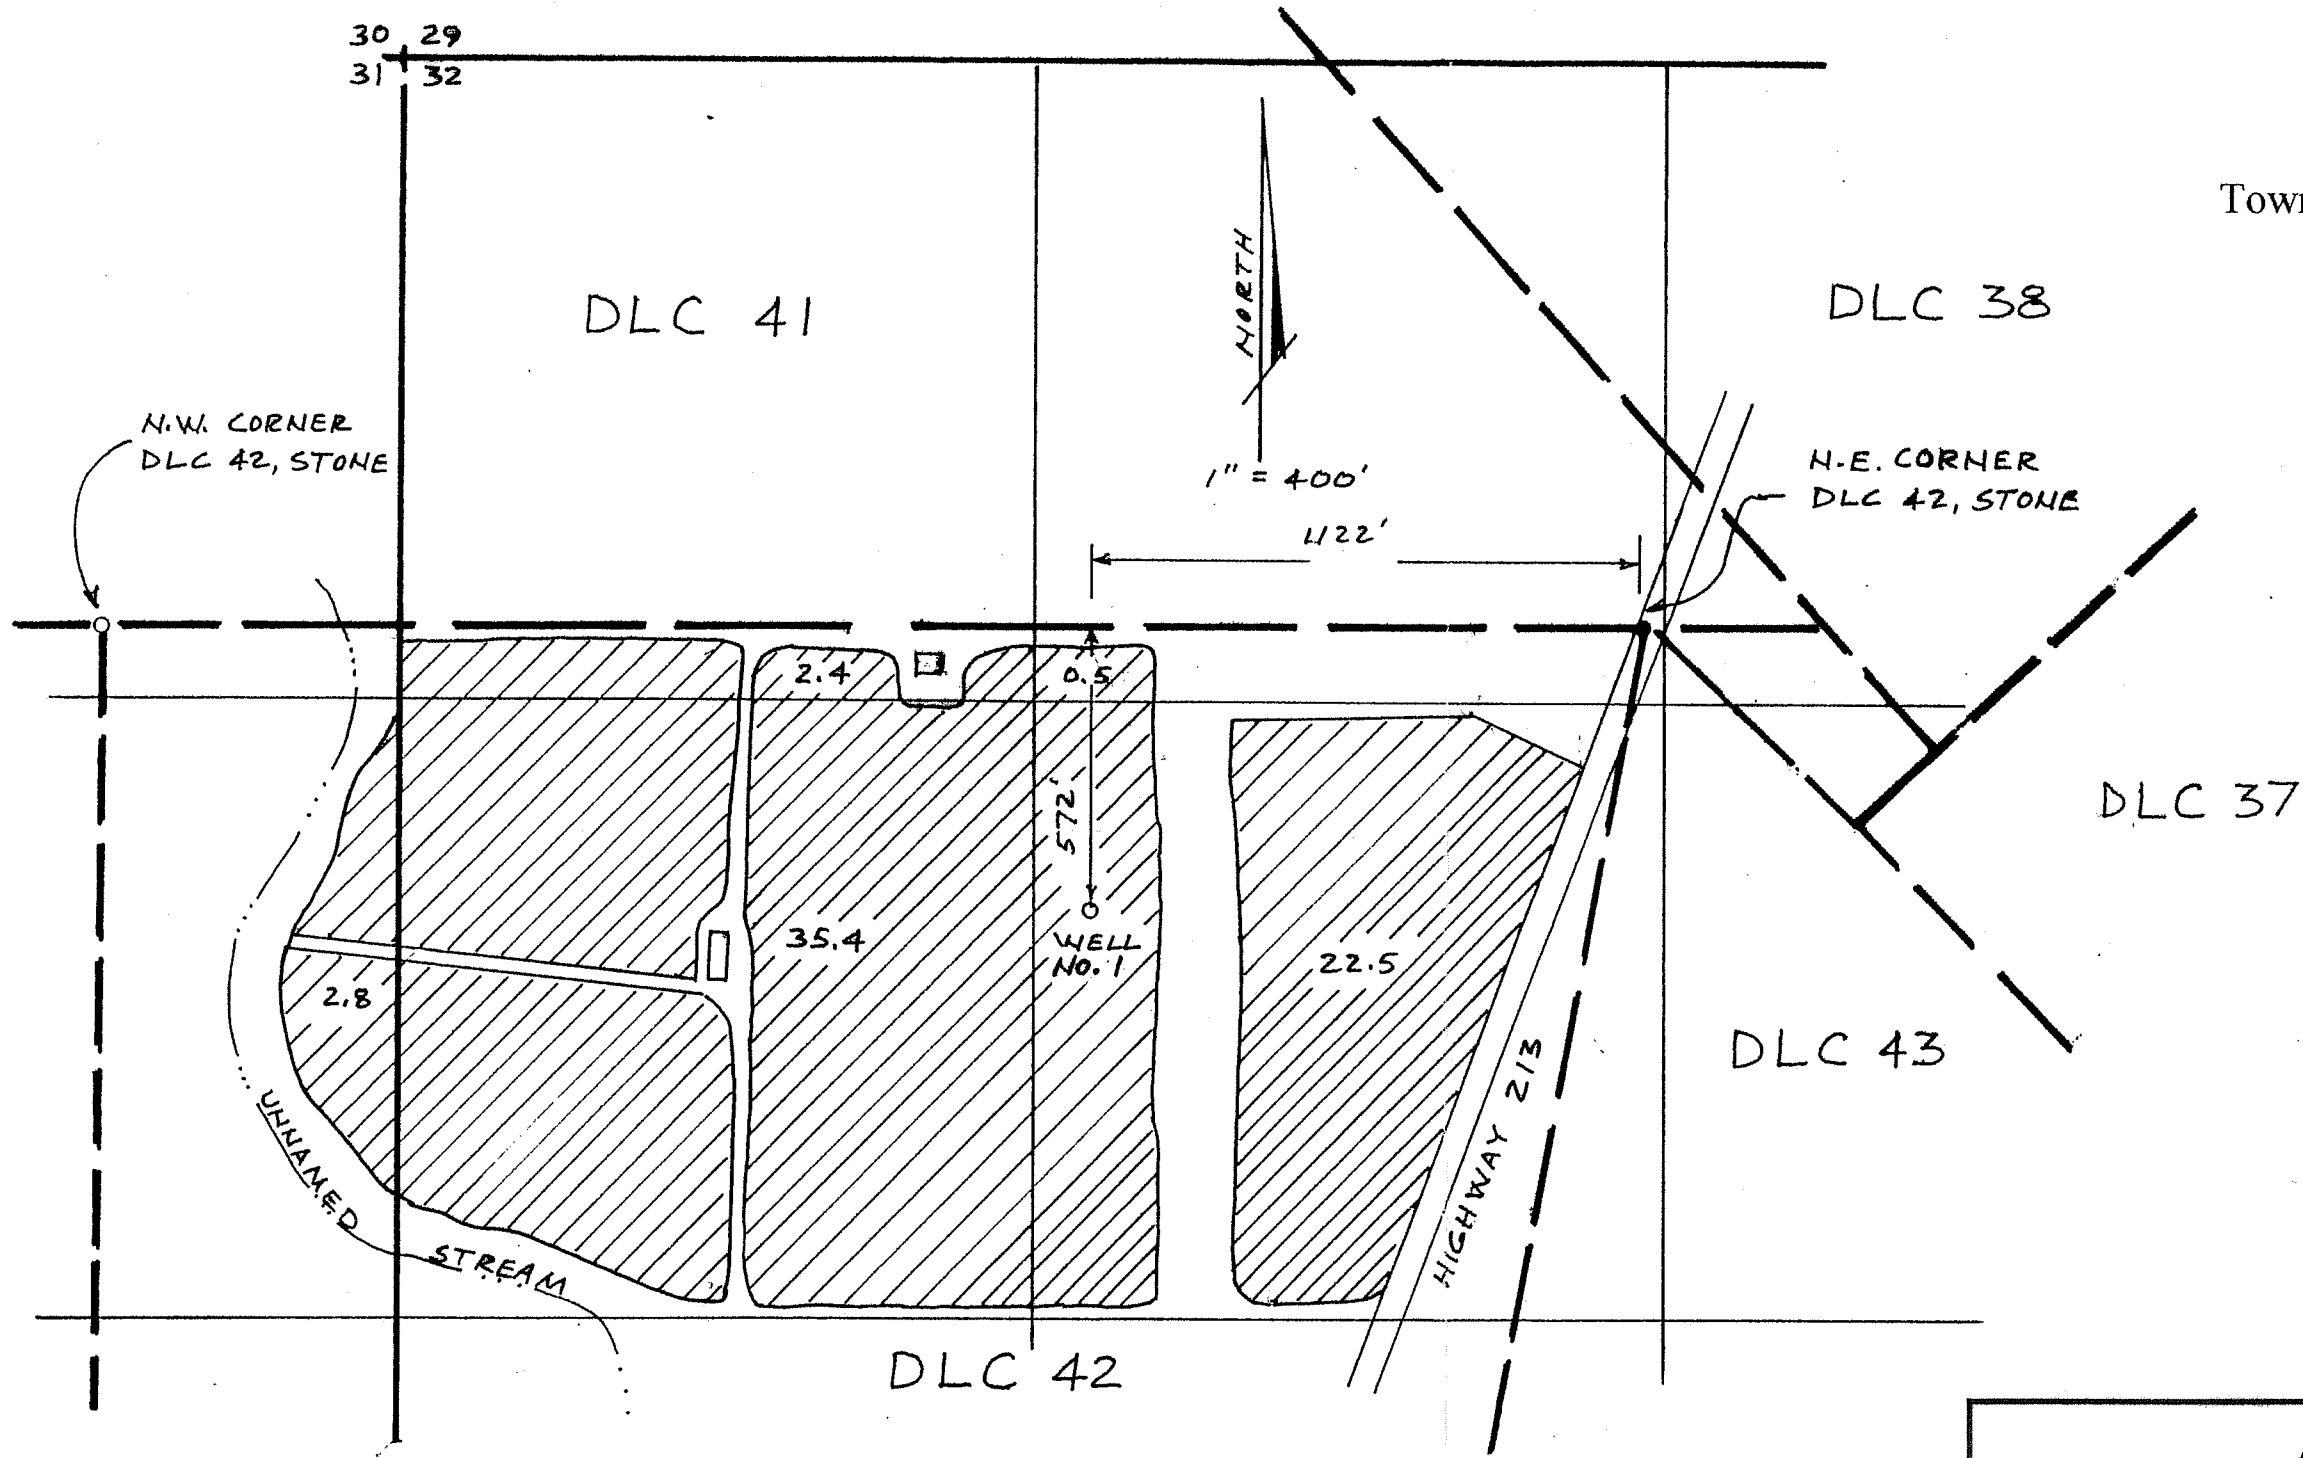 30 29
31 32
Town
DLC 41
NORTH
DLC 38
N.W. CORNER
DLC 42, STONE
1" = 400'
N.E. CORNER
DLC 42, STONE
1122'
2.4
0.5
572'
DLC 37
35.4
WELL
NO. 1
22.5
2.8
DLC 43
HIGHWAY 213
UNNAMED
STREAM
DLC 42